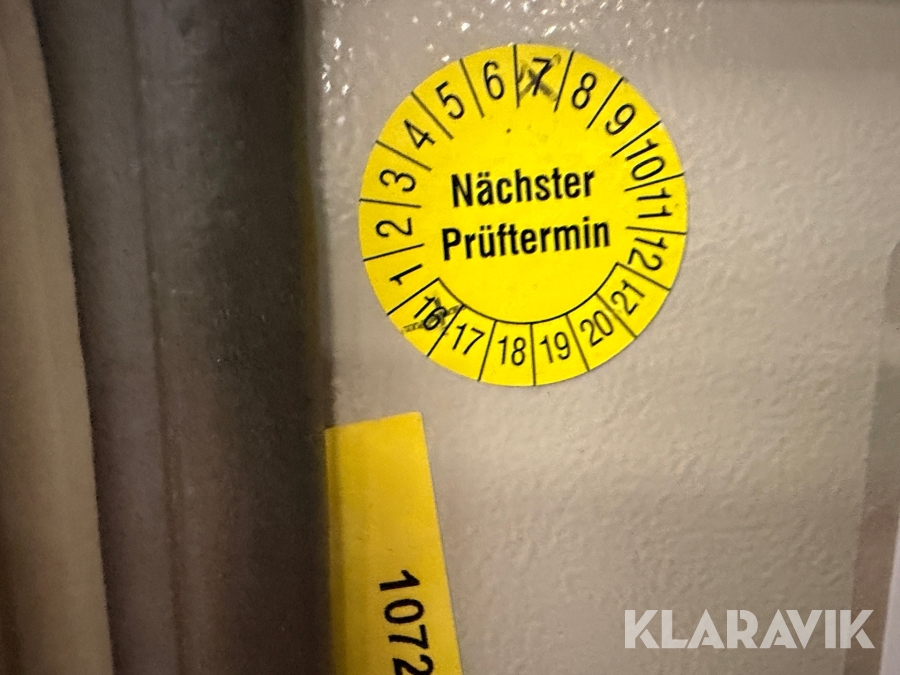 1 2 3 4 5 6 7 8 9 10 11 12
Nächster
Prüftermin
16 17 18 19 20 21
1072
KLARAVIK